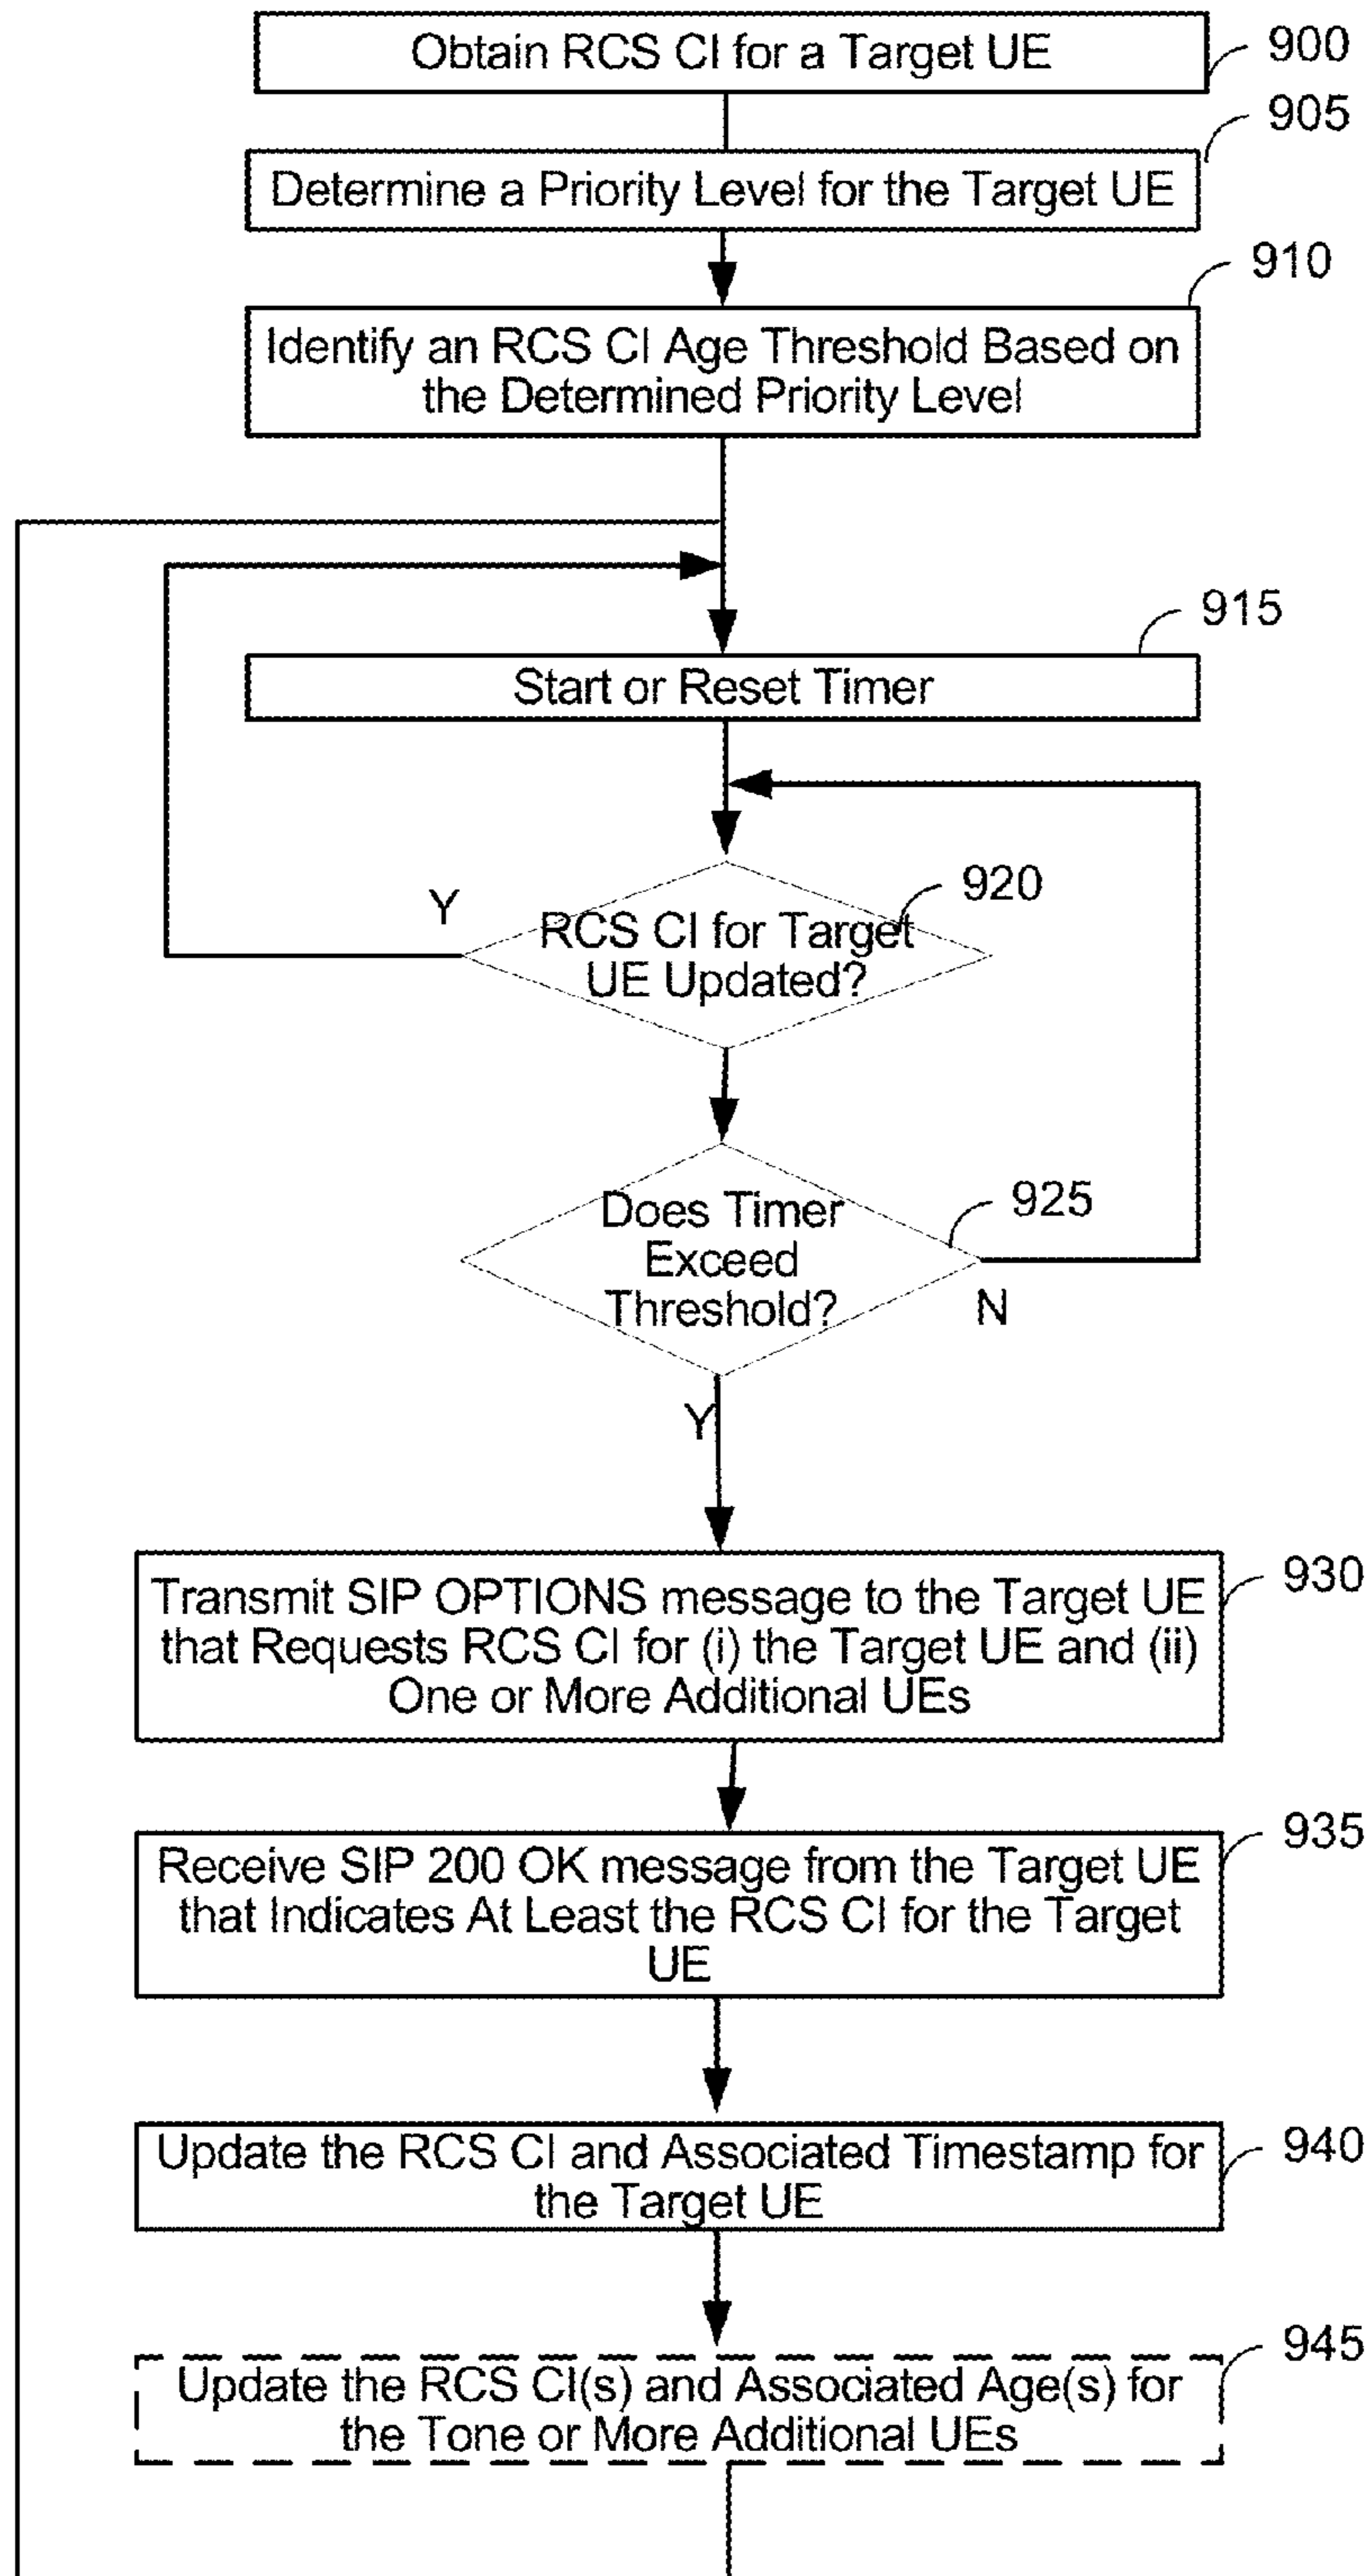 Obtain RCS CI for a Target UE
900
905
Determine a Priority Level for the Target UE
910
Identify an RCS CI Age Threshold Based on
the Determined Priority Level
915
Start or Reset Timer
920
Y
RCS CI for Target
UE Updated?
925
Does Timer
Exceed
Threshold?
N
Y
930
Transmit SIP OPTIONS message to the Target UE
that Requests RCS CI for (i) the Target UE and (ii)
One or More Additional UEs
935
Receive SIP 200 OK message from the Target UE
that Indicates At Least the RCS CI for the Target
UE
940
Update the RCS CI and Associated Timestamp for
the Target UE
945
Update the RCS CI(s) and Associated Age(s) for
the Tone or More Additional UEs